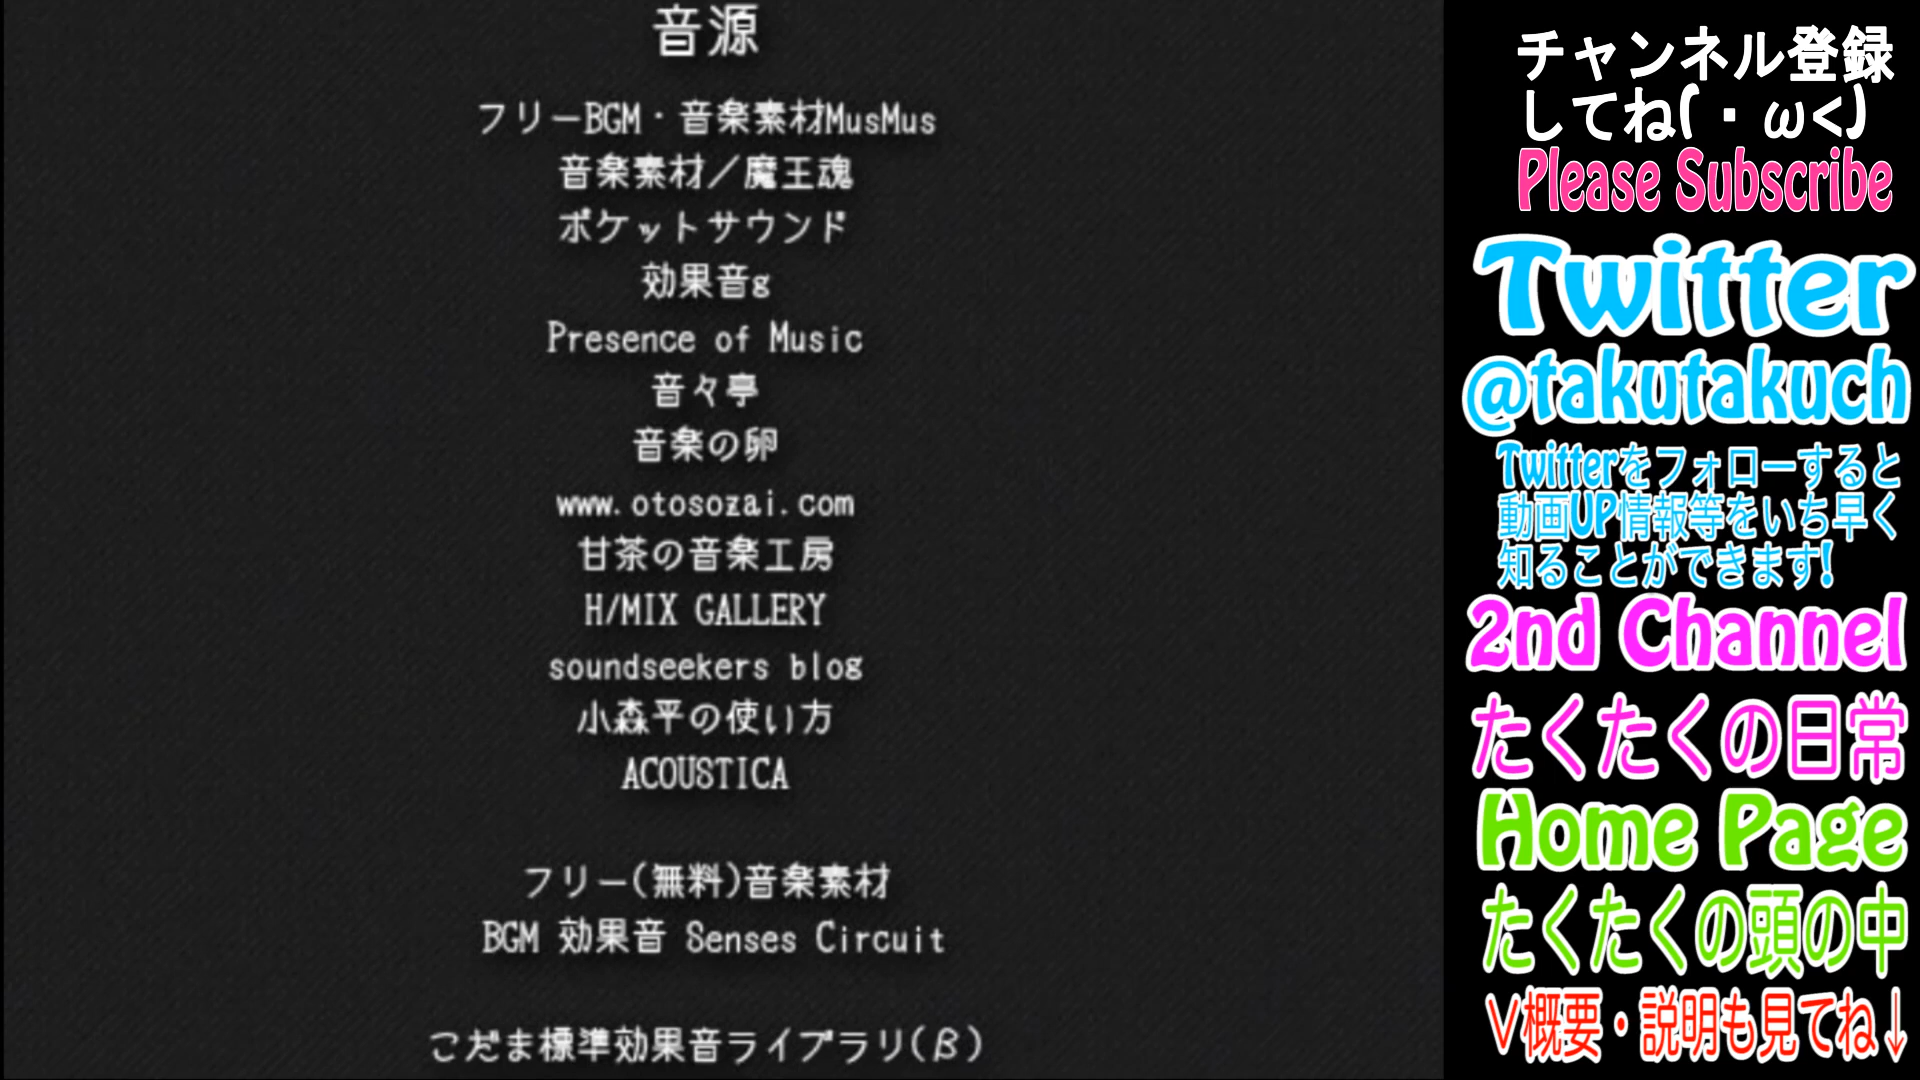 音源
フリーBGM・音楽素材MusMus
音楽素材／魔王魂
ポケットサウンド
効果音g
Presence of Music
音々亭
音楽の卵
www.otosozai.com
甘茶の音楽工房
H/MIX GALLERY
soundseekers blog
小森平の使い方
ACOUSTICA
フリー(無料)音楽素材
BGM 効果音 Senses Circuit
こだま標準効果音ライブラリ(β)
チャンネル登録
してね(・ω<)
Please Subscribe
Twitter
@takutakuch
Twitterをフォローすると
動画UP情報等をいち早く
知ることができます!
2nd Channel
たくたくの日常
Home Page
たくたくの頭の中
V概要・説明も見てね↓